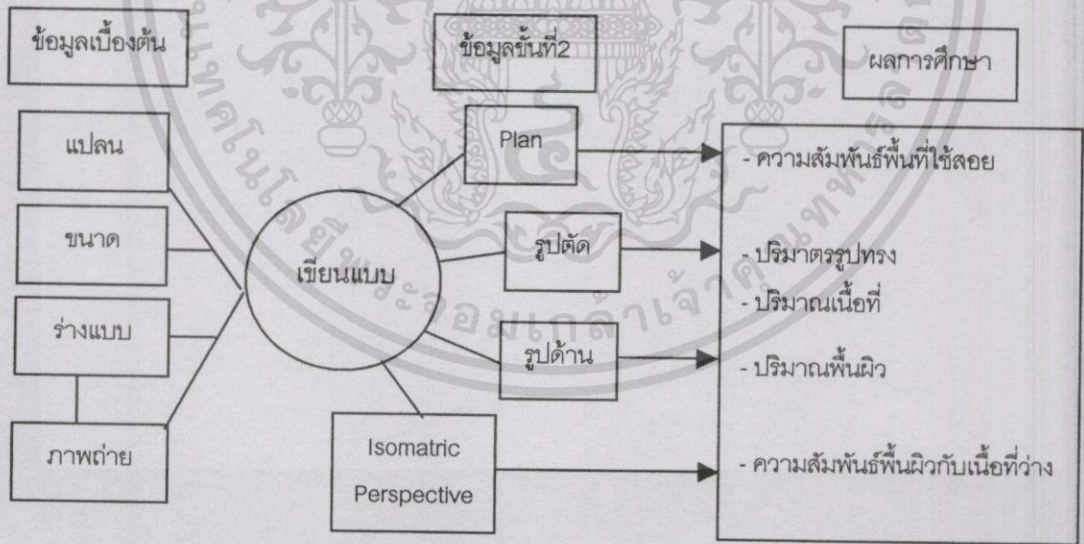 ข้อมูลเบื้องต้น
ข้อมูลขั้นที่2
ผลการศึกษา
แปลน
ขนาด
ร่างแบบ
ภาพถ่าย
เขียนแบบ
Plan
รูปตัด
รูปด้าน
Isomatric
Perspective
- ความสัมพันธ์พื้นที่ใช้สอย
- ปริมาตรรูปทรง
- ปริมาณเนื้อที่
- ปริมาณพื้นผิว
- ความสัมพันธ์พื้นผิวกับเนื้อที่ว่าง